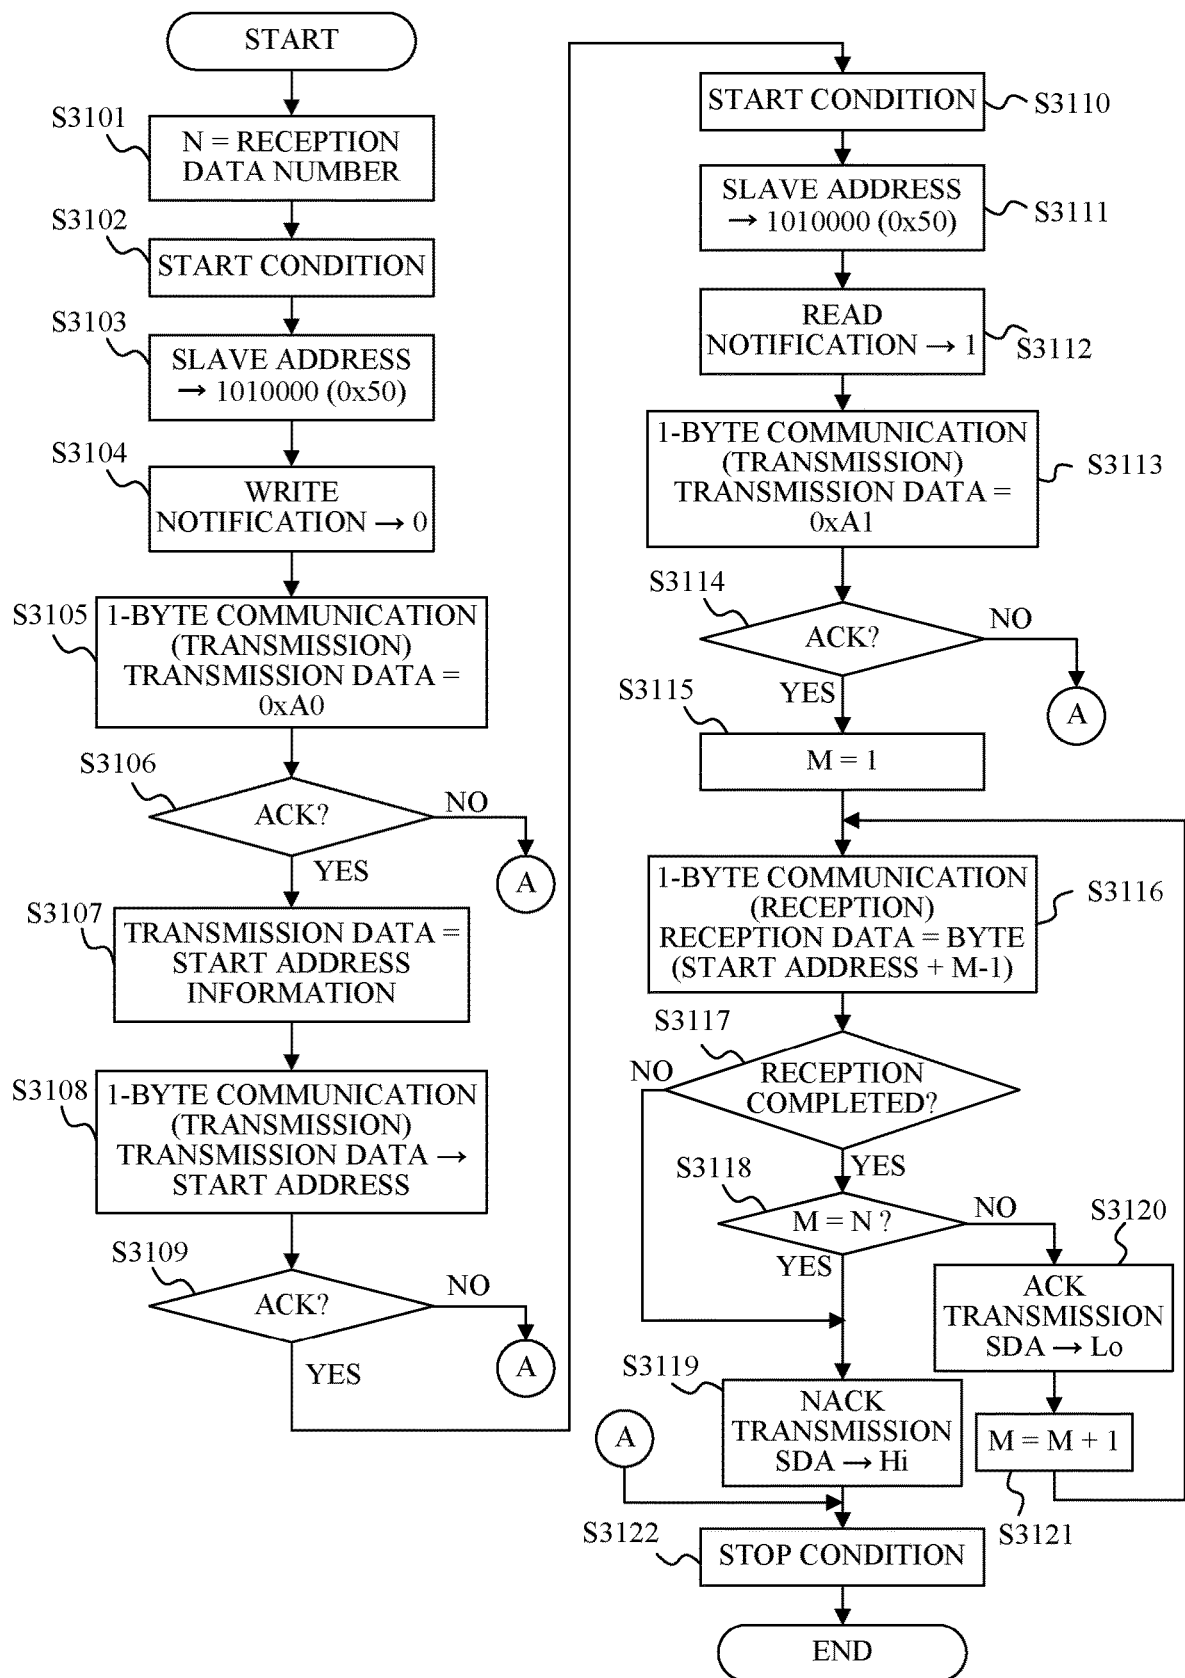 START
S3101
N = RECEPTION
DATA NUMBER
S3102
START CONDITION
S3103
SLAVE ADDRESS
→ 1010000 (0x50)
S3104
WRITE
NOTIFICATION → 0
S3105
1-BYTE COMMUNICATION
(TRANSMISSION)
TRANSMISSION DATA =
0xA0
S3106
ACK?
NO
A
YES
S3107
TRANSMISSION DATA =
START ADDRESS
INFORMATION
S3108
1-BYTE COMMUNICATION
(TRANSMISSION)
TRANSMISSION DATA →
START ADDRESS
S3109
ACK?
NO
A
YES
START CONDITION
S3110
SLAVE ADDRESS
→ 1010000 (0x50)
S3111
READ
NOTIFICATION → 1
S3112
1-BYTE COMMUNICATION
(TRANSMISSION)
TRANSMISSION DATA =
0xA1
S3113
S3114
ACK?
NO
A
YES
S3115
M = 1
1-BYTE COMMUNICATION
(RECEPTION)
RECEPTION DATA = BYTE
(START ADDRESS + M-1)
S3116
S3117
RECEPTION
COMPLETED?
NO
YES
S3118
M = N ?
NO
YES
S3120
ACK
TRANSMISSION
SDA → Lo
S3119
NACK
TRANSMISSION
SDA → Hi
M = M + 1
S3121
A
S3122
STOP CONDITION
END